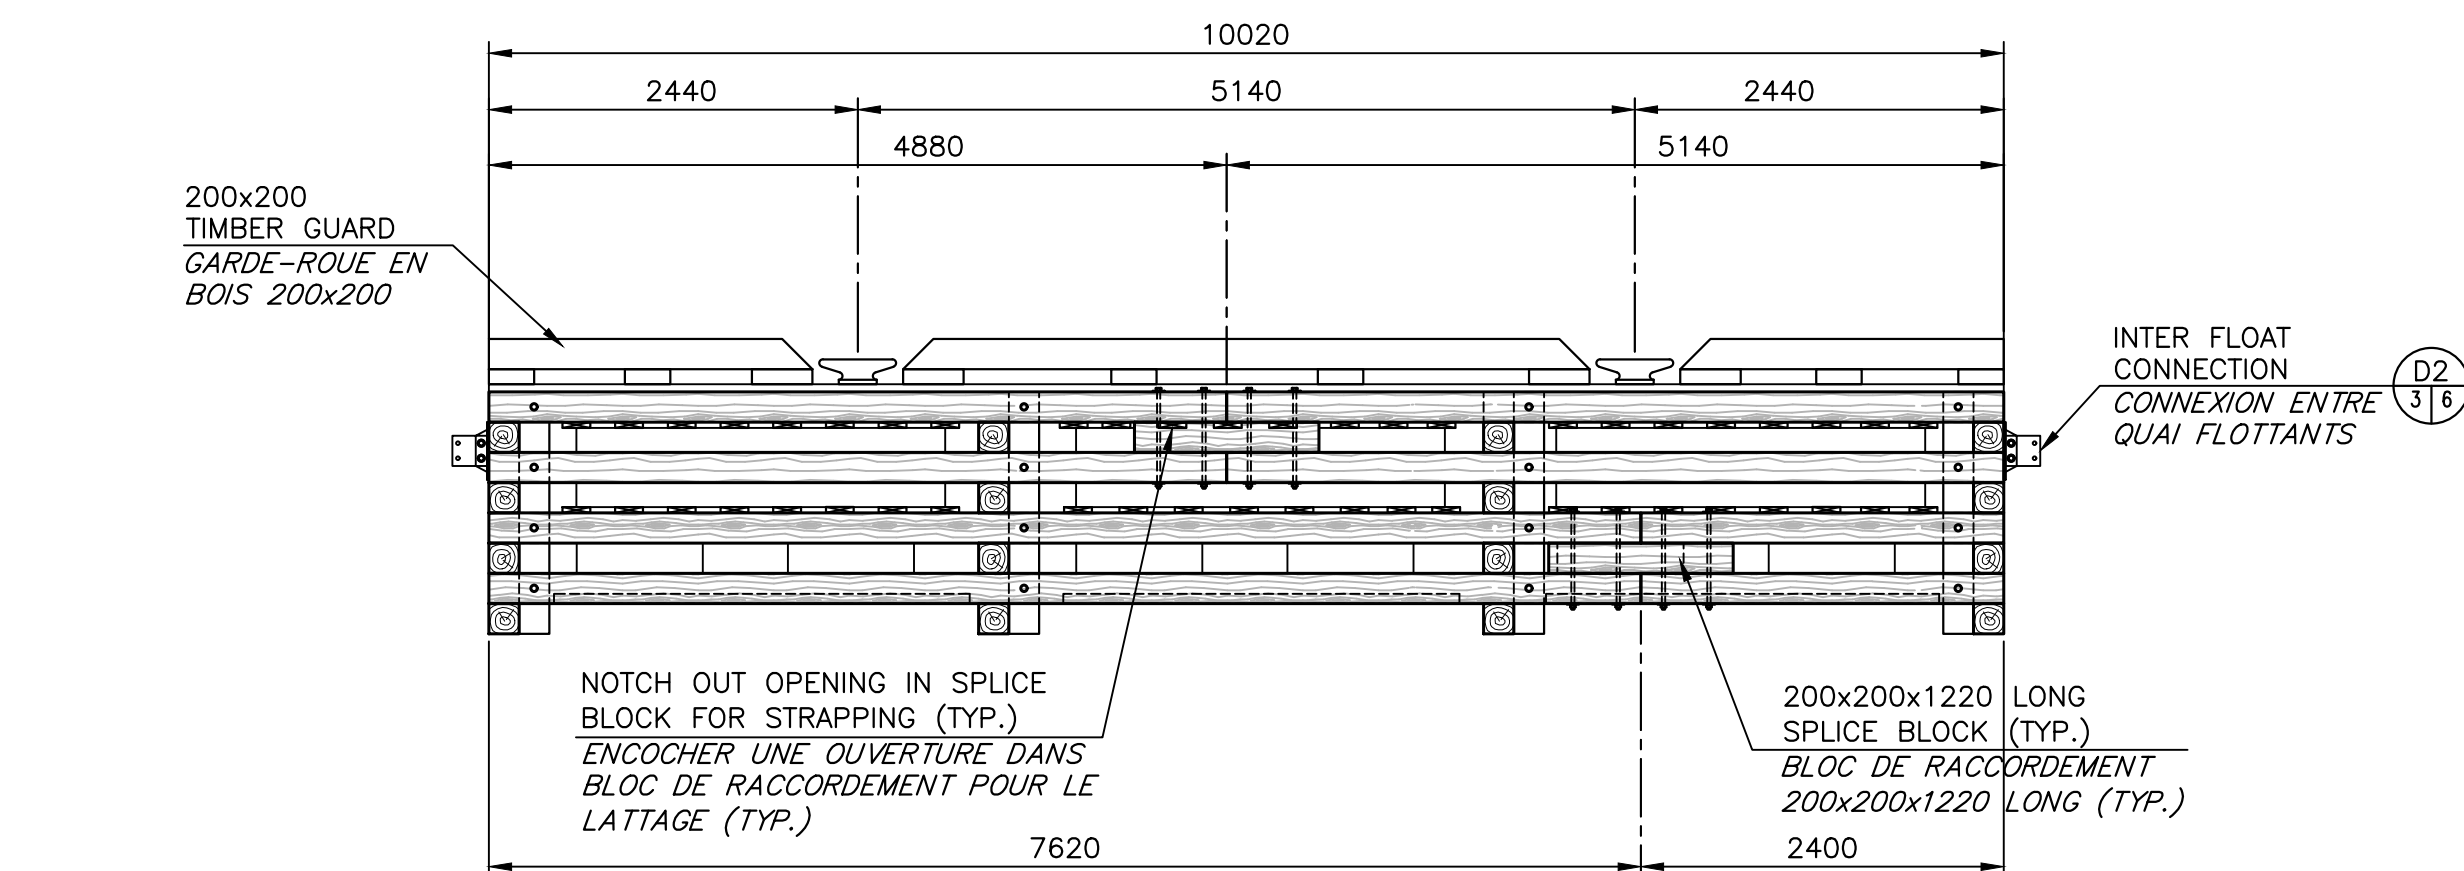 10020
2440
5140
2440
4880
5140
200x200
TIMBER GUARD
GARDE-ROUE EN
BOIS 200x200
INTER FLOAT
CONNECTION
CONNEXION ENTRE
QUAI FLOTTANTS
D2
3 6
NOTCH OUT OPENING IN SPLICE
BLOCK FOR STRAPPING (TYP.)
ENCOCHER UNE OUVERTURE DANS
BLOC DE RACCORDEMENT POUR LE
LATTAGE (TYP.)
200x200x1220 LONG
SPLICE BLOCK (TYP.)
BLOC DE RACCORDEMENT
200x200x1220 LONG (TYP.)
7620
2400